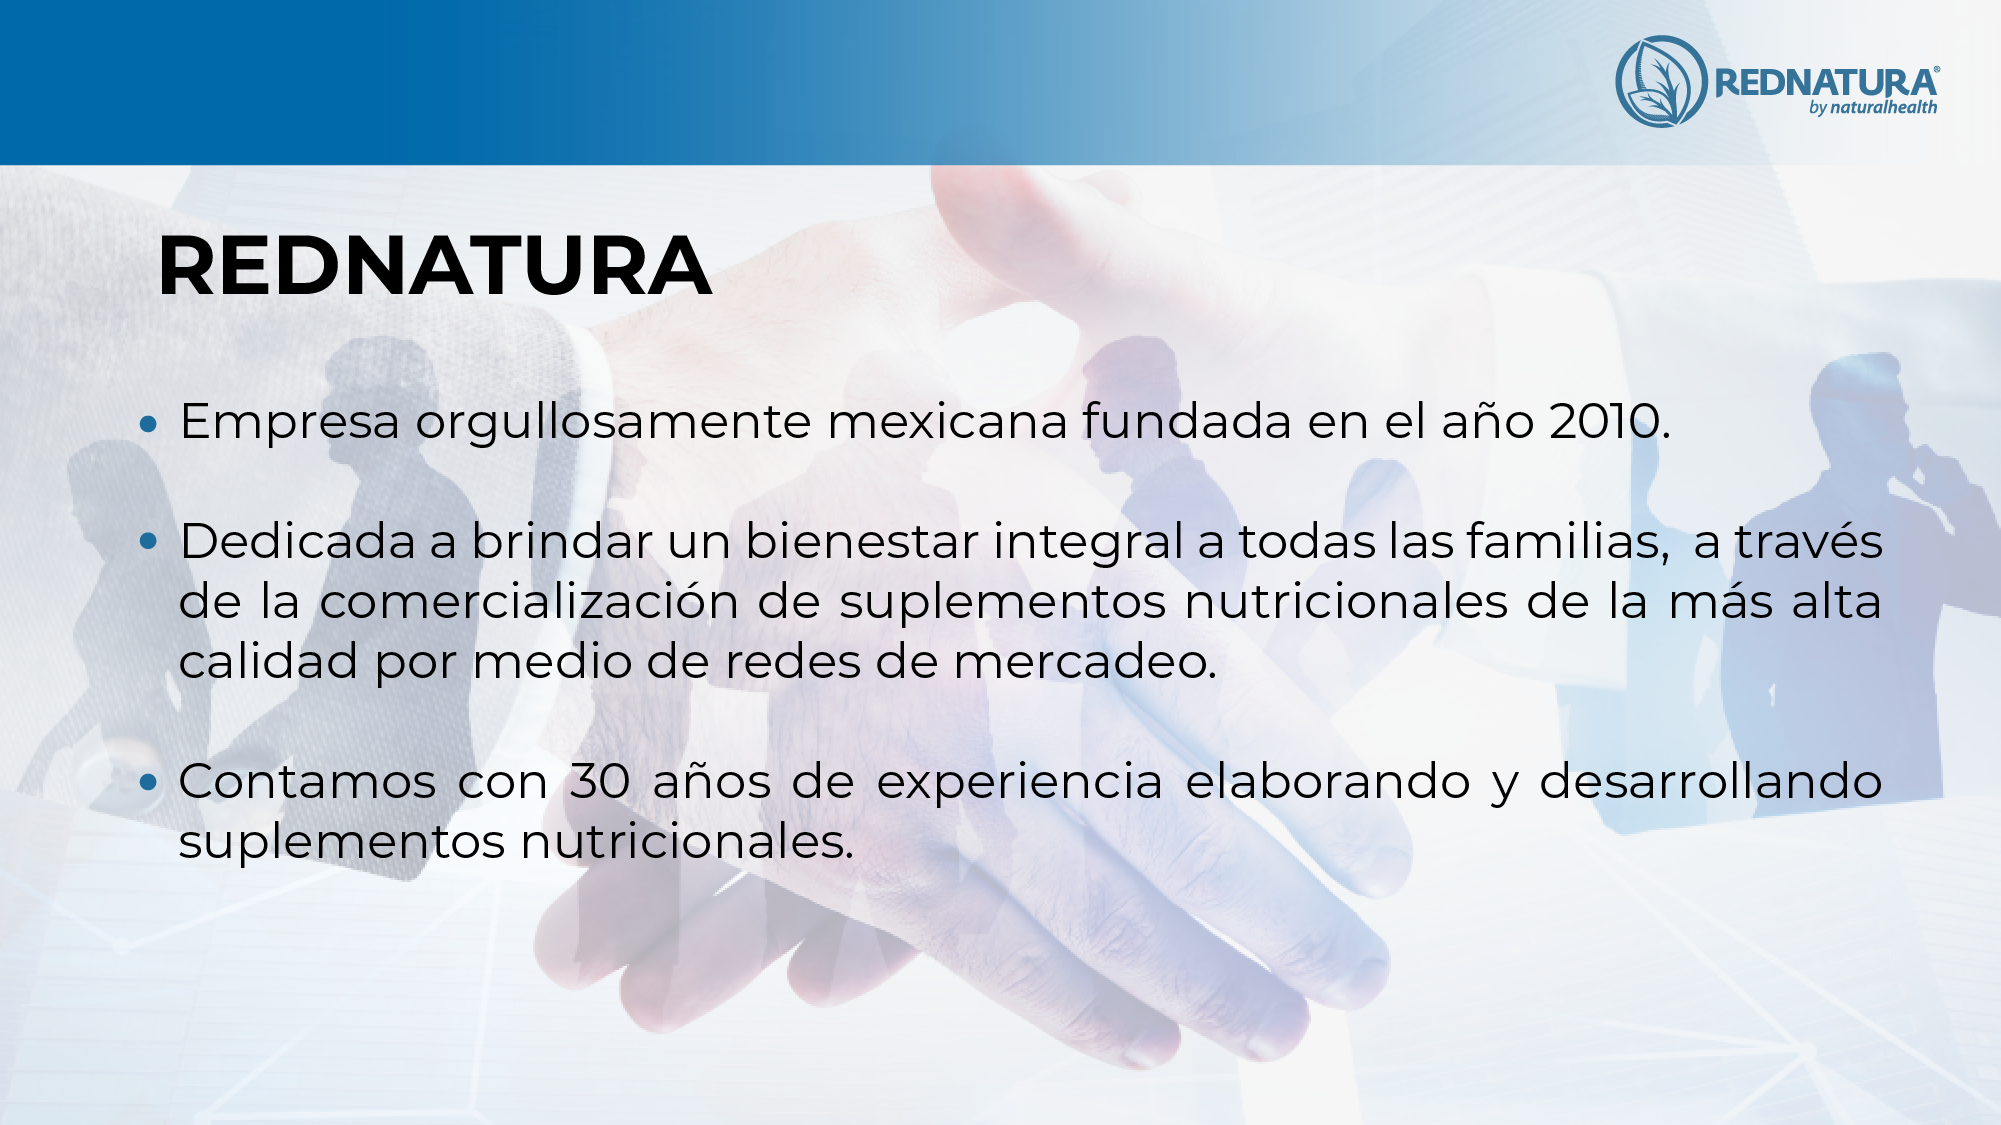 REDNATURA®
by naturalhealth
REDNATURA
• Empresa orgullosamente mexicana fundada en el año 2010.
• Dedicada a brindar un bienestar integral a todas las familias, a través
de la comercialización de suplementos nutricionales de la más alta
calidad por medio de redes de mercadeo.
• Contamos con 30 años de experiencia elaborando y desarrollando
suplementos nutricionales.